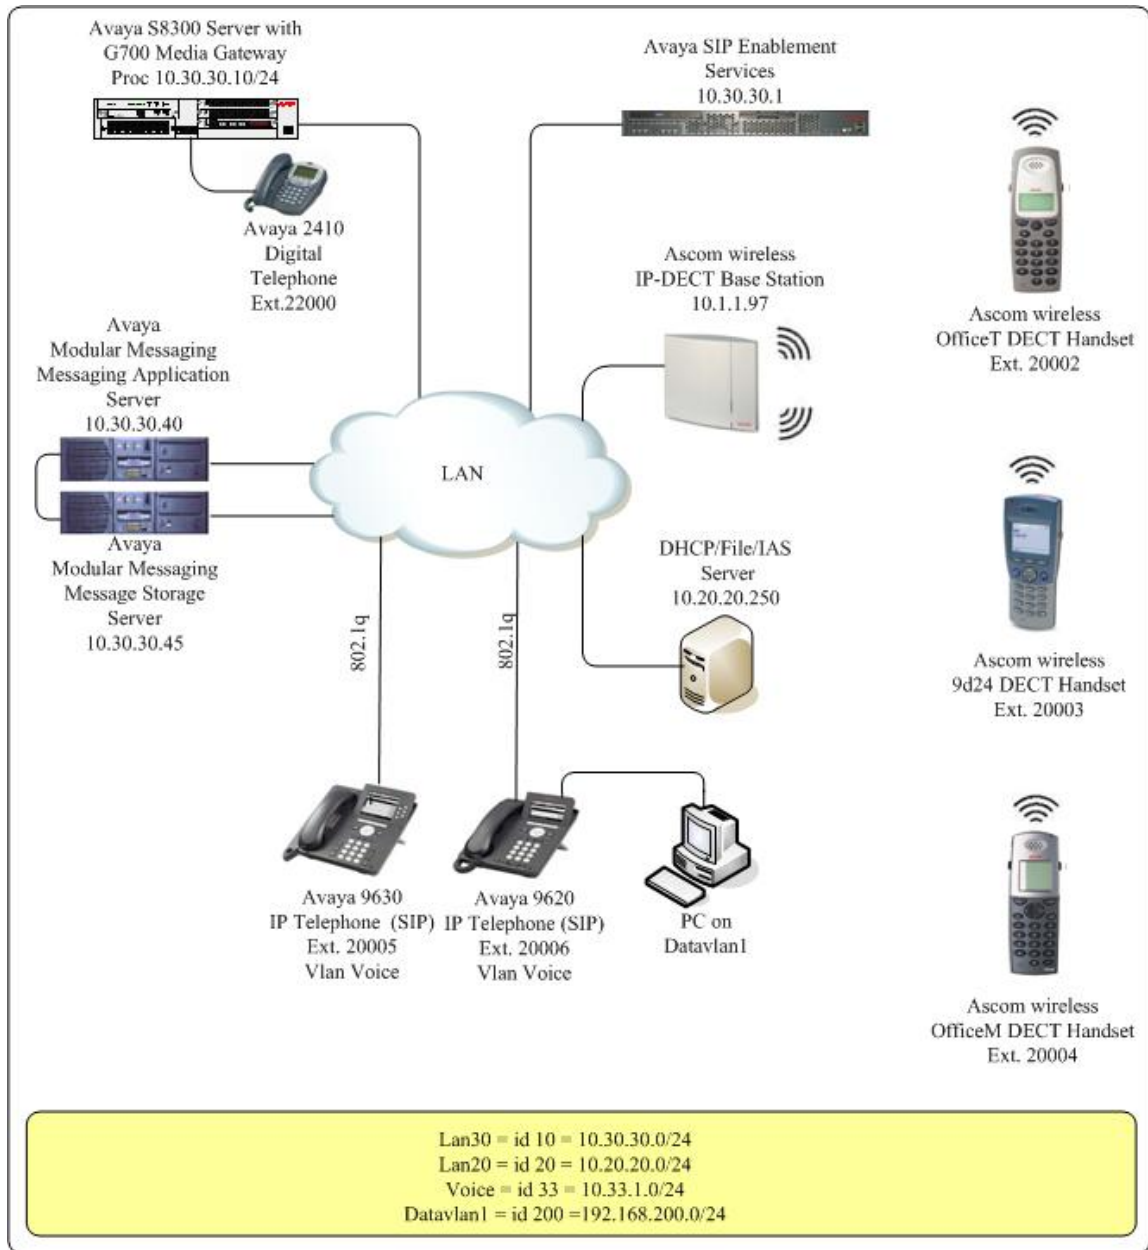 Avaya S8300 Server with
G700 Media Gateway
Proc 10.30.30.10/24
Avaya SIP Enablement
Services
10.30.30.1
Avaya 2410
Digital
Telephone
Ext.22000
Ascom wireless
IP-DECT Base Station
10.1.1.97
Ascom wireless
OfficeT DECT Handset
Ext. 20002
Avaya
Modular Messaging
Messaging Application
Server
10.30.30.40
LAN
Avaya
Modular Messaging
Message Storage
Server
10.30.30.45
DHCP/File/IAS
Server
10.20.20.250
802.1q
802.1q
Ascom wireless
9d24 DECT Handset
Ext. 20003
Avaya 9630
IP Telephone (SIP)
Ext. 20005
Vlan Voice
Avaya 9620
IP Telephone (SIP)
Ext. 20006
Vlan Voice
PC on
Datavlan1
Ascom wireless
OfficeM DECT Handset
Ext. 20004
Lan30 = id 10 = 10.30.30.0/24
Lan20 = id 20 = 10.20.20.0/24
Voice = id 33 = 10.33.1.0/24
Datavlan1 = id 200 =192.168.200.0/24